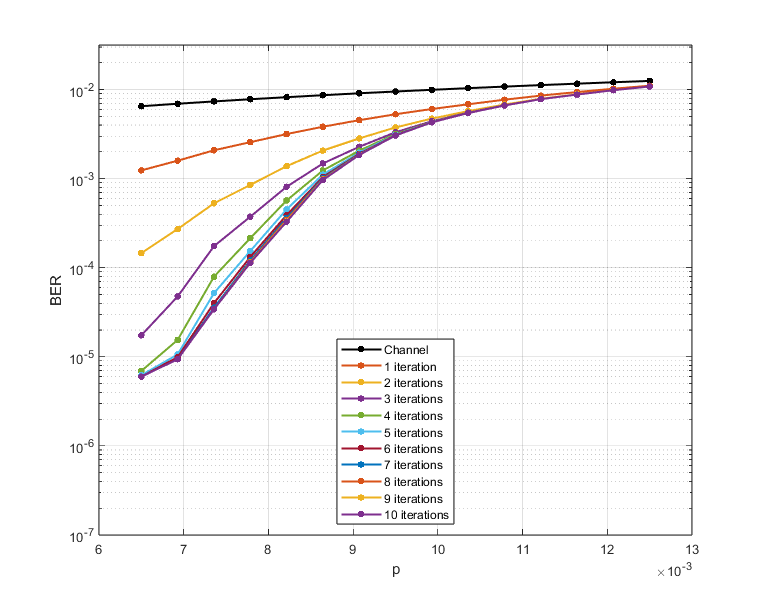 10^-2
10^-3
10^-4
10^-5
10^-6
10^-7
BER
Channel
1 iteration
2 iterations
3 iterations
4 iterations
5 iterations
6 iterations
7 iterations
8 iterations
9 iterations
10 iterations
6 7 8 9 10 11 12 13
p
×10^-3